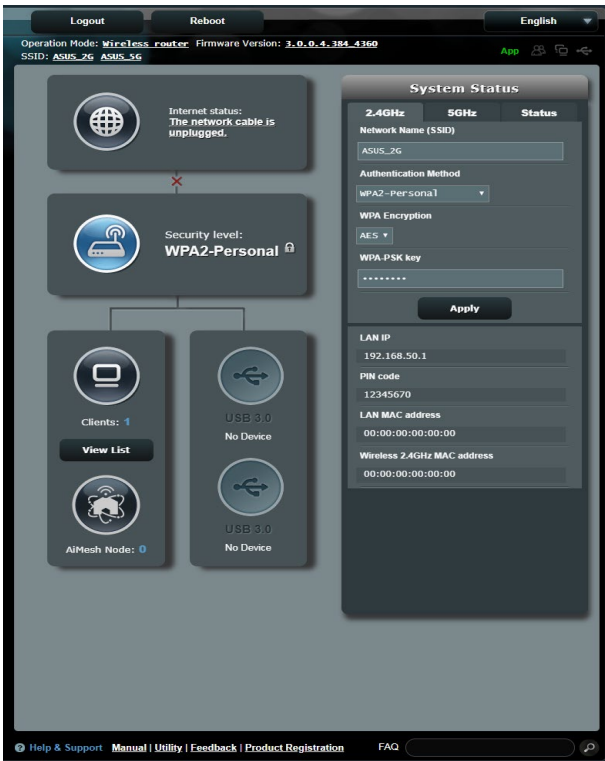 Logout
Reboot
English
Operation Mode: Wireless router Firmware Version: 3.0.0.4.384_4360
SSID: ASUS_2G ASUS_5G
App
Internet status:
The network cable is
unplugged.
Security level:
WPA2-Personal
Clients: 1
View List
AiMesh Node: 0
USB 3.0
No Device
USB 3.0
No Device
System Status
2.4GHz
5GHz
Status
Network Name (SSID)
ASUS_2G
Authentication Method
WPA2-Personal
WPA Encryption
AES
WPA-PSK key
········
Apply
LAN IP
192.168.50.1
PIN code
12345670
LAN MAC address
00:00:00:00:00:00
Wireless 2.4GHz MAC address
00:00:00:00:00:00
Help & Support Manual | Utility | Feedback | Product Registration
FAQ